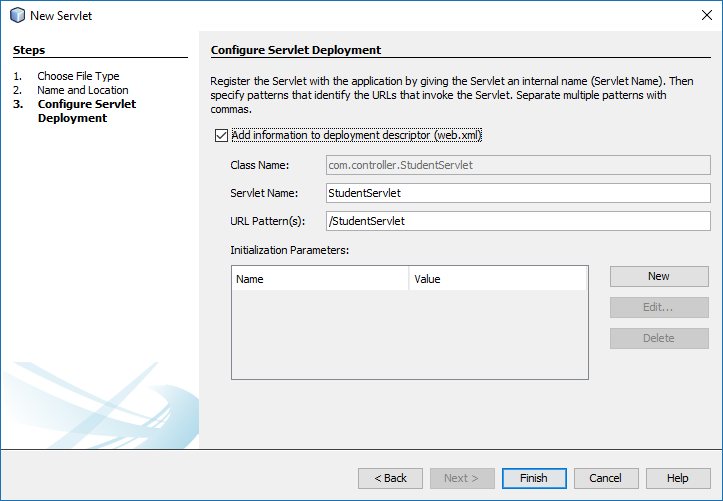 New Servlet
Steps
1. Choose File Type
2. Name and Location
3. Configure Servlet
Deployment
Configure Servlet Deployment
Register the Servlet with the application by giving the Servlet an internal name (Servlet Name). Then
specify patterns that identify the URLs that invoke the Servlet. Separate multiple patterns with
commas.
Add information to deployment descriptor (web.xml)
Class Name: com.controller.StudentServlet
Servlet Name: StudentServlet
URL Pattern(s): /StudentServlet
Initialization Parameters:
Name Value
New
Edit...
Delete
< Back Next > Finish Cancel Help